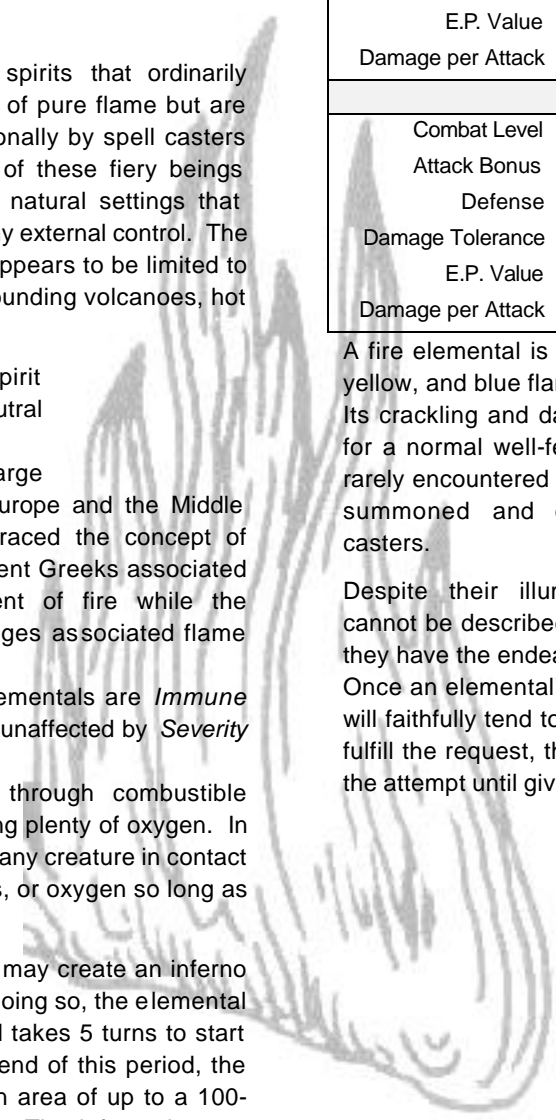 spirits that ordinarily
of pure flame but are
onally by spell casters
of these fiery beings
natural settings that
y external control. The
ppears to be limited to
ounding volcanoes, hot
pirit
utral
arge
urope and the Middle
raced the concept of
ent Greeks associated
ent of fire while the
ges associated flame
ementals are Immune
unaffected by Severity
through combustible
ng plenty of oxygen. In
any creature in contact
s, or oxygen so long as
may create an inferno
oing so, the elemental
d takes 5 turns to start
end of this period, the
n area of up to a 100-
E.P. Value
Damage per Attack
Combat Level
Attack Bonus
Defense
Damage Tolerance
E.P. Value
Damage per Attack
A fire elemental is
yellow, and blue flar
Its crackling and da
for a normal well-fe
rarely encountered
summoned and c
casters.
Despite their illur
cannot be described
they have the endea
Once an elemental
will faithfully tend to
fulfill the request, th
the attempt until giv